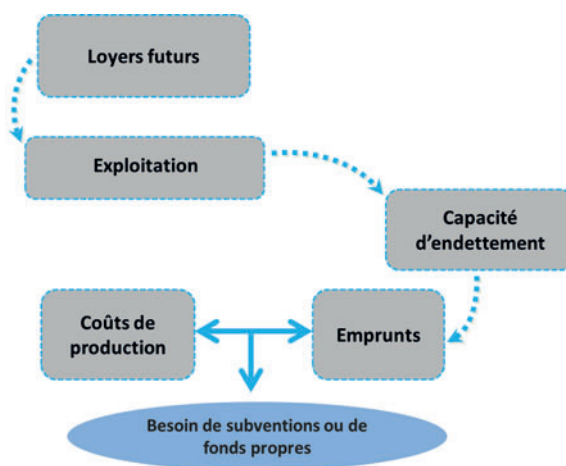 Loyers futurs
Exploitation
Capacité
d'endettement
Coûts de
production
Emprunts
Besoin de subventions ou de
fonds propres